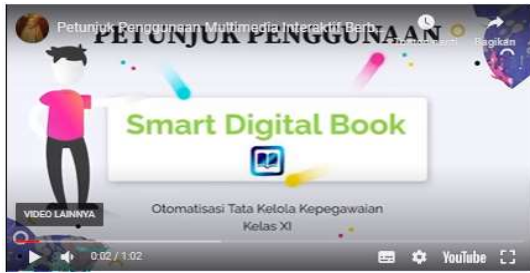 Petunjuk Penggunaan Multimedia Interaktif Berb...
PETUNJUK PENGGUNAAN
Bagikan
Smart Digital Book
Otomatisasi Tata Kelola Kepegawaian
Kelas XI
VIDEO LAINNYA
0:02 / 1:02
YouTube